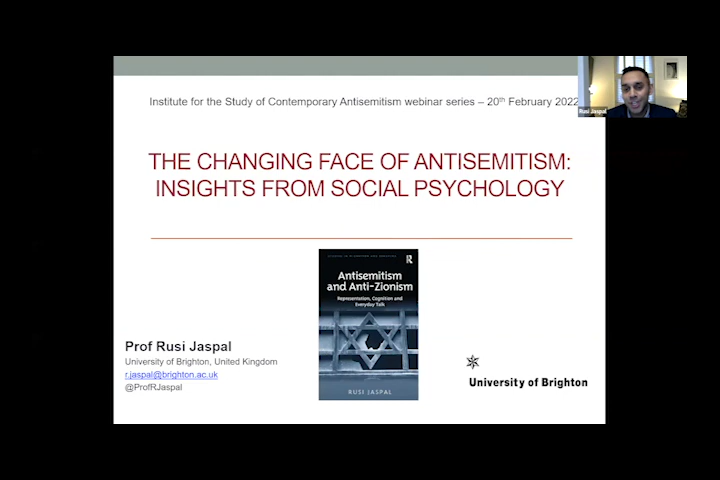 Institute for the Study of Contemporary Antisemitism webinar series – 20th February 2022
Rusi Jaspal
THE CHANGING FACE OF ANTISEMITISM:
INSIGHTS FROM SOCIAL PSYCHOLOGY
R
Antisemitism
and Anti-Zionism
Representation, Cognition and
Everyday Talk
RUSI JASPAL
Prof Rusi Jaspal
University of Brighton, United Kingdom
r.jaspal@brighton.ac.uk
@ProfRJaspal
University of Brighton